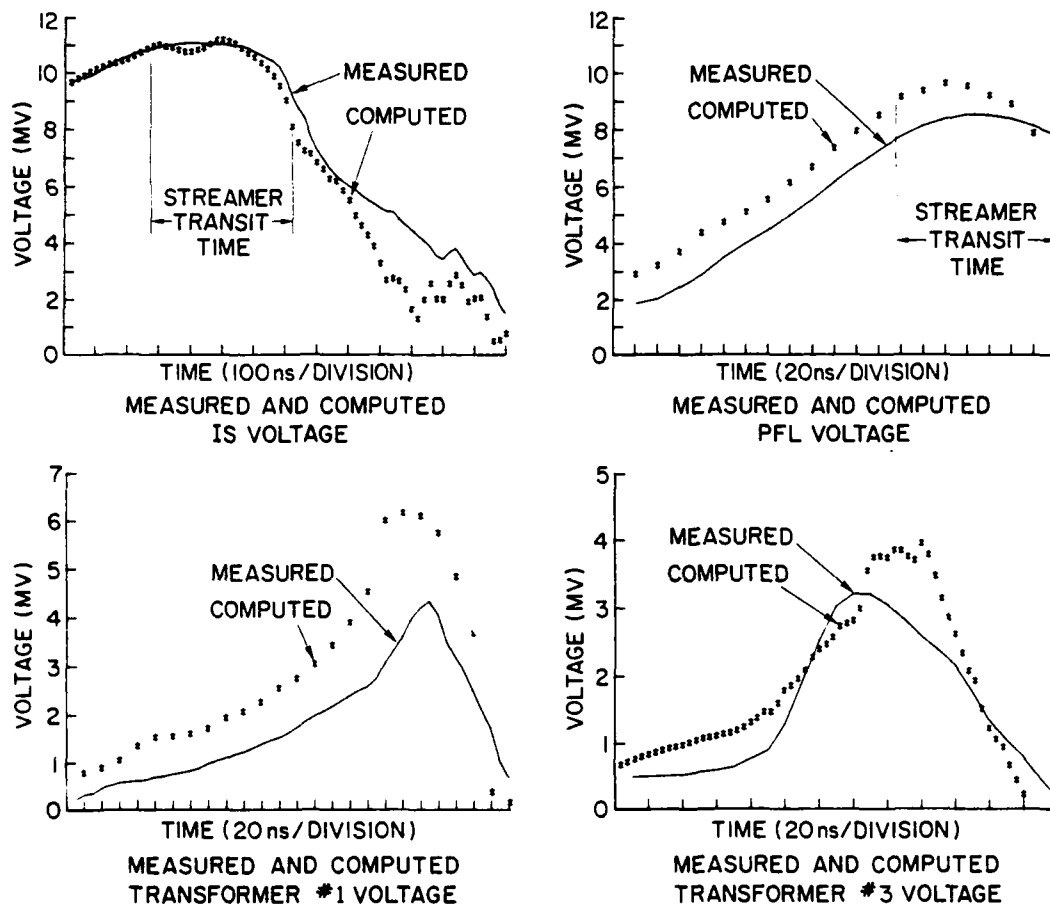 12
10
8
6
4
2
0
VOLTAGE (MV)
MEASURED
COMPUTED
STREAMER
TRANSIT
TIME
TIME (100ns/DIVISION)
MEASURED AND COMPUTED
IS VOLTAGE
12
10
8
6
4
2
0
VOLTAGE (MV)
MEASURED
COMPUTED
STREAMER
TRANSIT
TIME
TIME (20ns/DIVISION)
MEASURED AND COMPUTED
PFL VOLTAGE
7
6
5
4
3
2
1
0
VOLTAGE (MV)
MEASURED
COMPUTED
TIME (20ns/DIVISION)
MEASURED AND COMPUTED
TRANSFORMER #1 VOLTAGE
5
4
3
2
1
0
VOLTAGE (MV)
MEASURED
COMPUTED
TIME (20ns/DIVISION)
MEASURED AND COMPUTED
TRANSFORMER #3 VOLTAGE